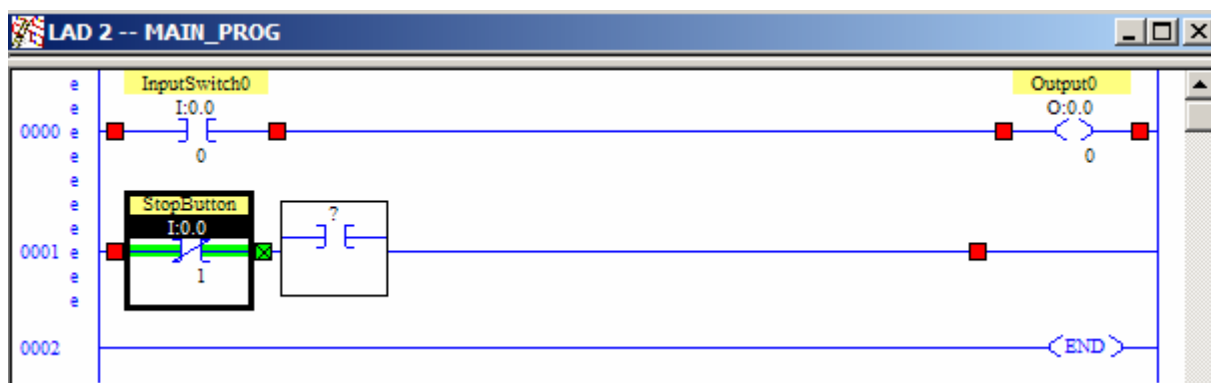 LAD 2 -- MAIN_PROG
e
InputSwitch0
Output0
e
I:0.0
O:0.0
0000 e
e
0
0
e
e
StopButton
?
e
I:0.0
0001 e
e
1
e
0002
END